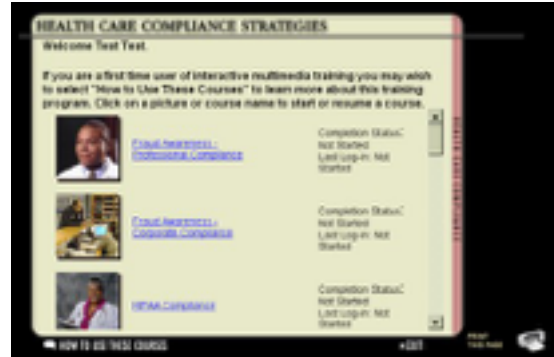 HEALTH CARE COMPLIANCE STRATEGIES
Welcome Test Test.
If you are a first time user of interactive multimedia training you may wish
to select "How to Use These Courses" to learn more about this training
program. Click on a picture or course name to start or resume a course.
Fraud Awareness -
Professional Compliance
Completion Status:
Not Started
Last Log-in: Not
Started
Fraud Awareness -
Corporate Compliance
Completion Status:
Not Started
Last Log-in: Not
Started
HIPAA Compliance
Completion Status:
Not Started
Last Log-in: Not
Started
HOW TO USE THESE COURSES
EXIT
PRINT
THIS PAGE